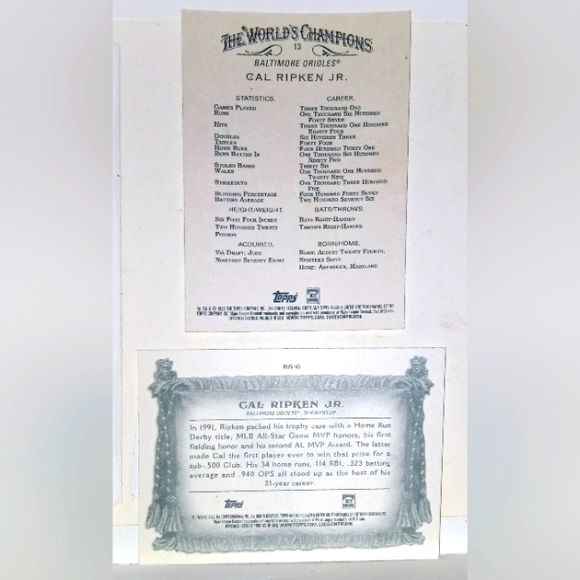 THE WORLD'S CHAMPIONS
13
BALTIMORE ORIOLES®
CAL RIPKEN JR.
STATISTICS. CAREER.
GAMES PLAYED THREE THOUSAND ONE
RUNS ONE THOUSAND SIX HUNDRED
FORTY SEVEN
HITS THREE THOUSAND ONE HUNDRED
EIGHTY FOUR
DOUBLES SIX HUNDRED THREE
TRIPLES FORTY FOUR
HOME RUNS FOUR HUNDRED THIRTY ONE
RUNS BATTED IN ONE THOUSAND SIX HUNDRED
NINETY FIVE
STOLEN BASES THIRTY SIX
WALKS ONE THOUSAND ONE HUNDRED
TWENTY NINE
STRIKEOUTS ONE THOUSAND THREE HUNDRED
FIVE
SLUGGING PERCENTAGE FOUR HUNDRED FORTY SEVEN
BATTING AVERAGE TWO HUNDRED SEVENTY SIX
HEIGHT/WEIGHT. BATS/THROWS.
SIX FOOT FOUR INCHES BATS RIGHT-HANDED
TWO HUNDRED TWENTY THROWS RIGHT-HANDED
POUNDS
ACQUIRED. BORN/HOME.
VIA DRAFT, JUNE BORN: AUGUST TWENTY FOURTH,
NINETEEN SEVENTY EIGHT NINETEEN SIXTY
HOME: ABERDEEN, MARYLAND
Topps
CAL RIPKEN JR.
BALTIMORE ORIOLES® SHORTSTOP
In 1991, Ripken packed his trophy case with a Home Run
Derby title, MLB All-Star Game MVP honors, his first
fielding honor and his second AL MVP Award. The latter
made Cal the first player ever to win that prize for a
sub-.500 Club. His 34 home runs, 114 RBI, .323 batting
average and .940 OPS all stood up as the best of his
21-year career.
Topps